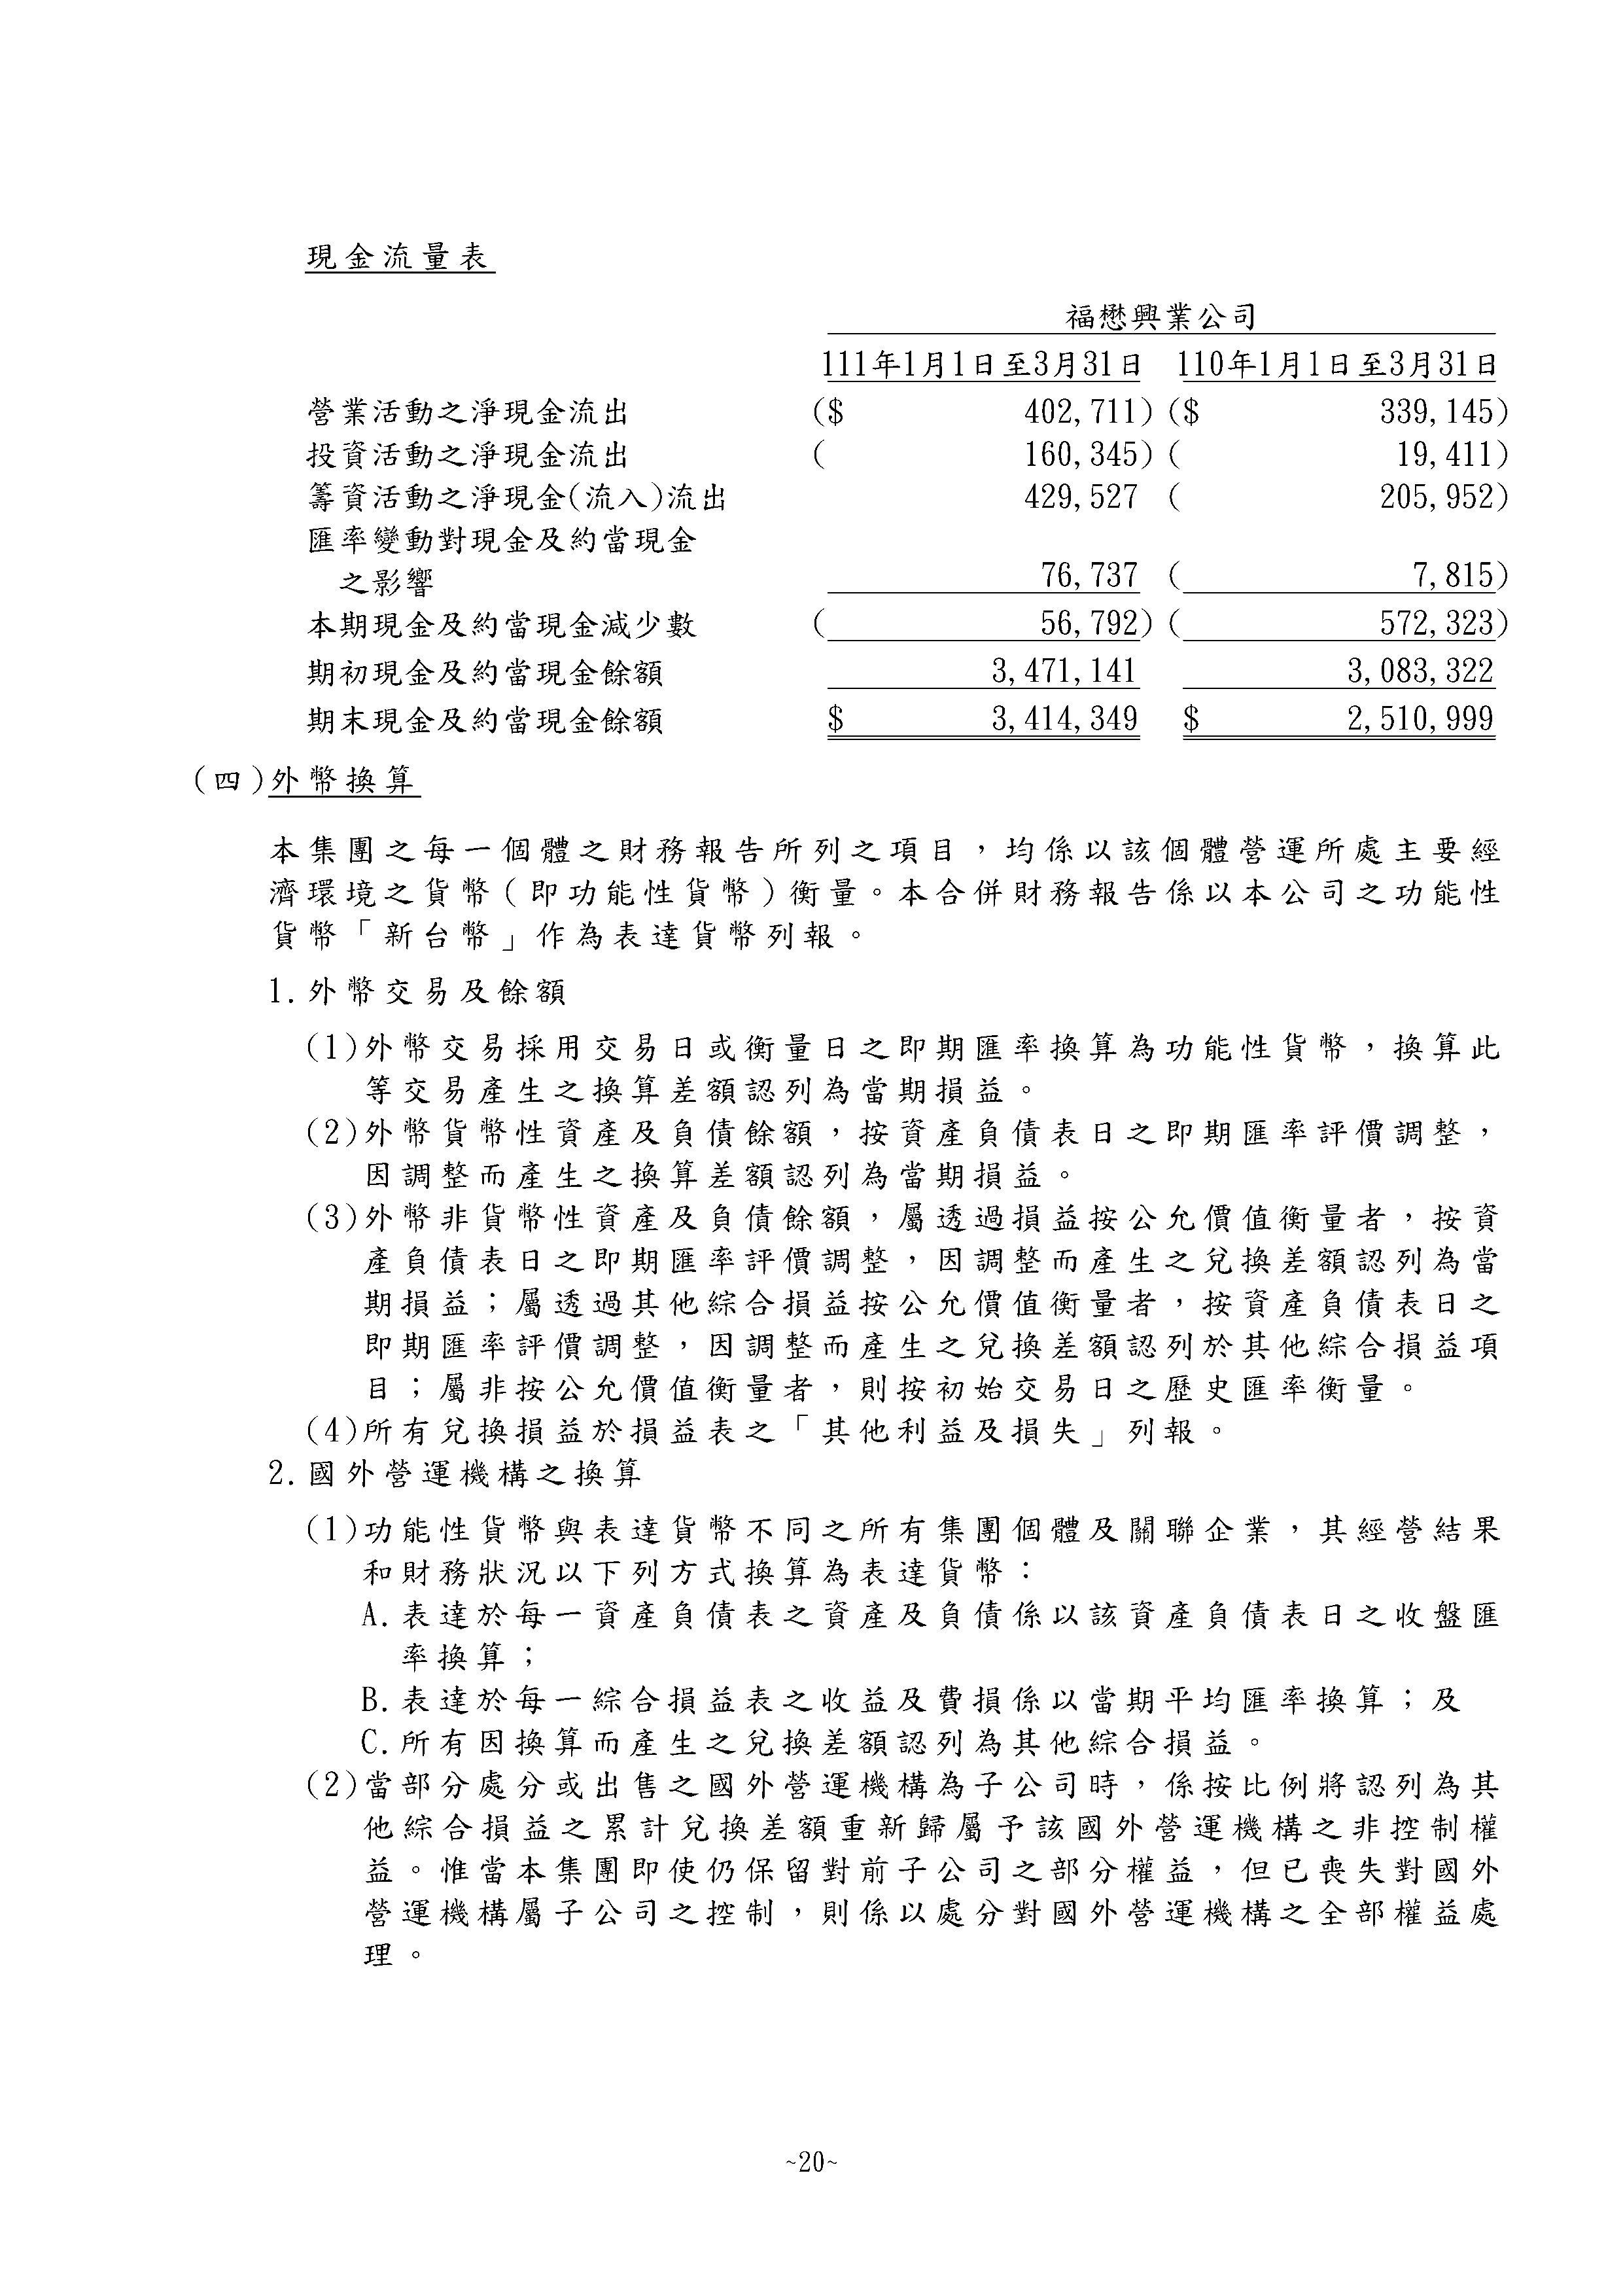 現金流量表
福懋興業公司
111年1月1日至3月31日 110年1月1日至3月31日
營業活動之淨現金流出 ($ 402,711) ($ 339,145)
投資活動之淨現金流出 ( 160,345) ( 19,411)
籌資活動之淨現金(流入)流出 429,527 ( 205,952)
匯率變動對現金及約當現金
之影響 76,737 ( 7,815)
本期現金及約當現金減少數 ( 56,792) ( 572,323)
期初現金及約當現金餘額 3,471,141 3,083,322
期末現金及約當現金餘額 $ 3,414,349 $ 2,510,999
(四)外幣換算
本集團之每一個體之財務報告所列之項目，均係以該個體營運所處主要經
濟環境之貨幣(即功能性貨幣)衡量。本合併財務報告係以本公司之功能性
貨幣「新台幣」作為表達貨幣列報。
1.外幣交易及餘額
(1)外幣交易採用交易日或衡量日之即期匯率換算為功能性貨幣，換算此
等交易產生之換算差額認列為當期損益。
(2)外幣貨幣性資產及負債餘額，按資產負債表日之即期匯率評價調整，
因調整而產生之換算差額認列為當期損益。
(3)外幣非貨幣性資產及負債餘額，屬透過損益按公允價值衡量者，按資
產負債表日之即期匯率評價調整，因調整而產生之兌換差額認列為當
期損益；屬透過其他綜合損益按公允價值衡量者，按資產負債表日之
即期匯率評價調整，因調整而產生之兌換差額認列於其他綜合損益項
目；屬非按公允價值衡量者，則按初始交易日之歷史匯率衡量。
(4)所有兌換損益於損益表之「其他利益及損失」列報。
2.國外營運機構之換算
(1)功能性貨幣與表達貨幣不同之所有集團個體及關聯企業，其經營結果
和財務狀況以下列方式換算為表達貨幣：
A.表達於每一資產負債表之資產及負債係以該資產負債表日之收盤匯
率換算；
B.表達於每一綜合損益表之收益及費損係以當期平均匯率換算；及
C.所有因換算而產生之兌換差額認列為其他綜合損益。
(2)當部分處分或出售之國外營運機構為子公司時，係按比例將認列為其
他綜合損益之累計兌換差額重新歸屬予該國外營運機構之非控制權
益。惟當本集團即使仍保留對前子公司之部分權益，但已喪失對國外
營運機構屬子公司之控制，則係以處分對國外營運機構之全部權益處
理。
~20~